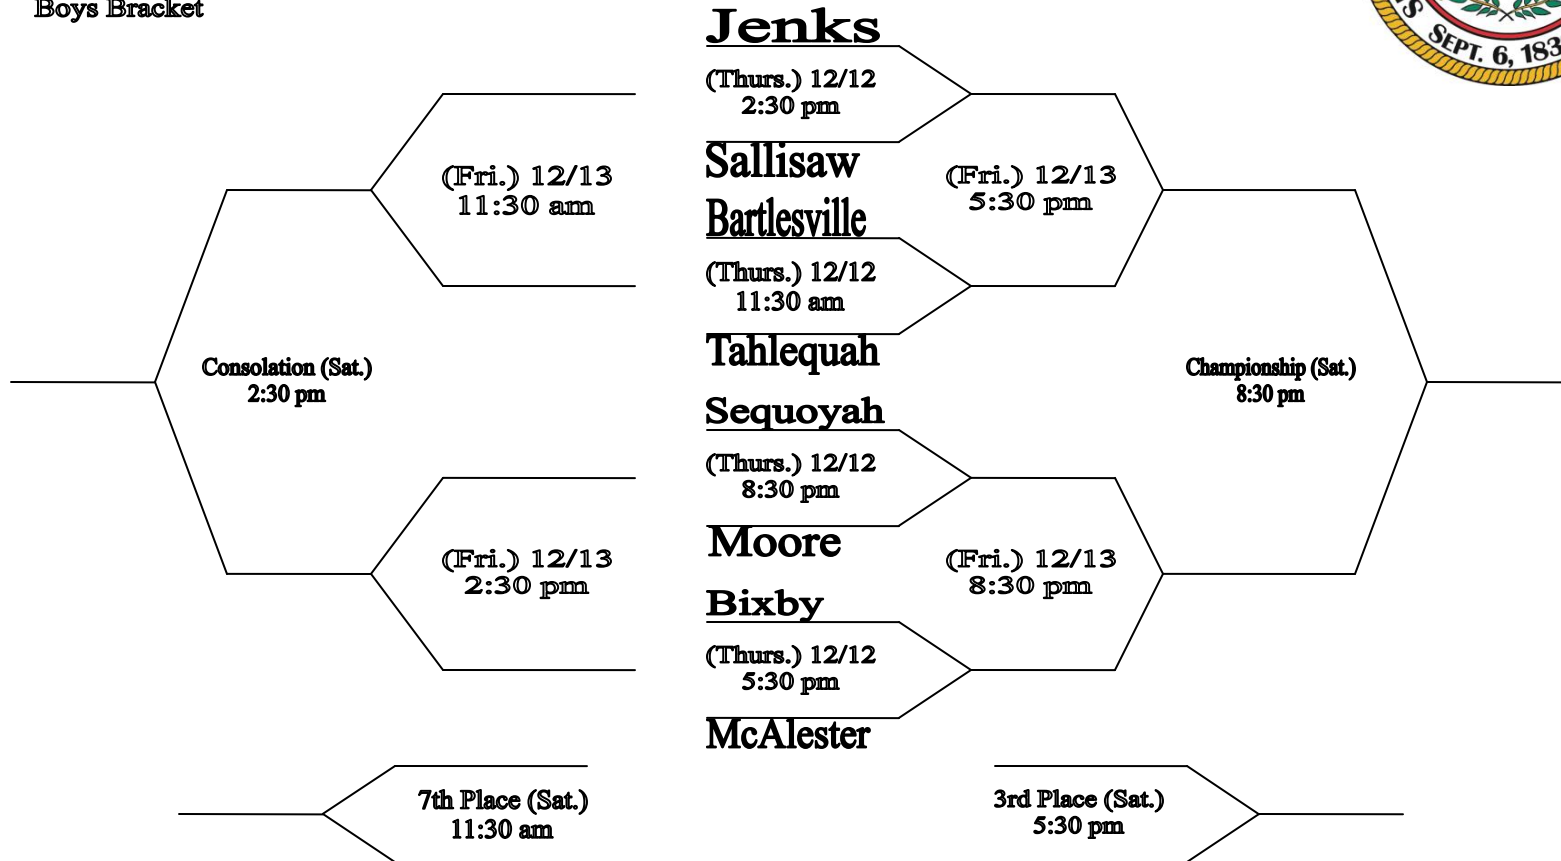 Boys Bracket
SEPT. 6, 183
Jenks
(Thurs.) 12/12
2:30 pm
Sallisaw
(Fri.) 12/13
11:30 am
(Fri.) 12/13
5:30 pm
Bartlesville
(Thurs.) 12/12
11:30 am
Tahlequah
Consolation (Sat.)
2:30 pm
Championship (Sat.)
8:30 pm
Sequoyah
(Thurs.) 12/12
8:30 pm
Moore
(Fri.) 12/13
2:30 pm
(Fri.) 12/13
8:30 pm
Bixby
(Thurs.) 12/12
5:30 pm
McAlester
7th Place (Sat.)
11:30 am
3rd Place (Sat.)
5:30 pm